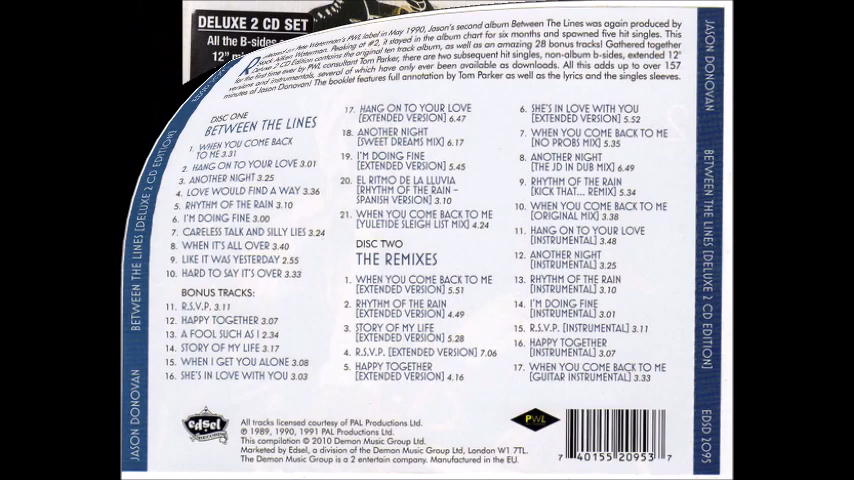 DELUXE 2 CD SET
All the B-sides
12"
Pete Waterman's PWL label in May 1990, Jason's second album Between The Lines was again produced by
Aitken Waterman. Peaking at #2, it stayed in the album chart for six months and spawned five hit singles. This
Deluxe 2 CD Edition contains the original ten track album, as well as an amazing 28 bonus tracks! Gathered together
for the first time ever by PWL consultant Tom Parker, there are two subsequent hit singles, non-album b-sides, extended 12"
versions and instrumentals, several of which have only ever been available as downloads. All this adds up to over 157
minutes of Jason Donovan! The booklet features full annotation by Tom Parker as well as the lyrics and the singles sleeves.
DISC ONE
BETWEEN THE LINES
1. WHEN YOU COME BACK
TO ME 3.31
2. HANG ON TO YOUR LOVE 3.01
3. ANOTHER NIGHT 3.25
4. LOVE WOULD FIND A WAY 3.36
5. RHYTHM OF THE RAIN 3.10
6. I'M DOING FINE 3.00
7. CARELESS TALK AND SILLY LIES 3.24
8. WHEN IT'S ALL OVER 3.40
9. LIKE IT WAS YESTERDAY 2.55
10. HARD TO SAY IT'S OVER 3.33
BONUS TRACKS:
11. R.S.V.P. 3.11
12. HAPPY TOGETHER 3.07
13. A FOOL SUCH AS I 2.34
14. STORY OF MY LIFE 3.17
15. WHEN I GET YOU ALONE 3.08
16. SHE'S IN LOVE WITH YOU 3.03
17. HANG ON TO YOUR LOVE
[EXTENDED VERSION] 6.47
18. ANOTHER NIGHT
[SWEET DREAMS MIX] 6.17
19. I'M DOING FINE
[EXTENDED VERSION] 5.45
20. EL RITMO DE LA LLUVIA
[RHYTHM OF THE RAIN –
SPANISH VERSION] 3.10
21. WHEN YOU COME BACK TO ME
[YULETIDE SLEIGH LIST MIX] 4.24
DISC TWO
THE REMIXES
1. WHEN YOU COME BACK TO ME
[EXTENDED VERSION] 5.51
2. RHYTHM OF THE RAIN
[EXTENDED VERSION] 4.49
3. STORY OF MY LIFE
[EXTENDED VERSION] 5.28
4. R.S.V.P. [EXTENDED VERSION] 7.06
5. HAPPY TOGETHER
[EXTENDED VERSION] 4.16
6. SHE'S IN LOVE WITH YOU
[EXTENDED VERSION] 5.52
7. WHEN YOU COME BACK TO ME
[NO PROBS MIX] 5.35
8. ANOTHER NIGHT
[THE JD IN DUB MIX] 6.49
9. RHYTHM OF THE RAIN
[KICK THAT... REMIX] 5.34
10. WHEN YOU COME BACK TO ME
[ORIGINAL MIX] 3.38
11. HANG ON TO YOUR LOVE
[INSTRUMENTAL] 3.48
12. ANOTHER NIGHT
[INSTRUMENTAL] 3.25
13. RHYTHM OF THE RAIN
[INSTRUMENTAL] 3.10
14. I'M DOING FINE
[INSTRUMENTAL] 3.01
15. R.S.V.P. [INSTRUMENTAL] 3.11
16. HAPPY TOGETHER
[INSTRUMENTAL] 3.07
17. WHEN YOU COME BACK TO ME
[GUITAR INSTRUMENTAL] 3.33
edsel
All tracks licensed courtesy of PAL Productions Ltd.
℗ 1989, 1990, 1991 PAL Productions Ltd.
This compilation © 2010 Demon Music Group Ltd.
Marketed by Edsel, a division of the Demon Music Group Ltd, London W1 7TL.
The Demon Music Group is a 2 entertain company. Manufactured in the EU.
PWL
7 40155 20953 7
JASON DONOVAN
BETWEEN THE LINES [DELUXE 2 CD EDITION]
JASON DONOVAN
BETWEEN THE LINES [DELUXE 2 CD EDITION]
EDSD 2095